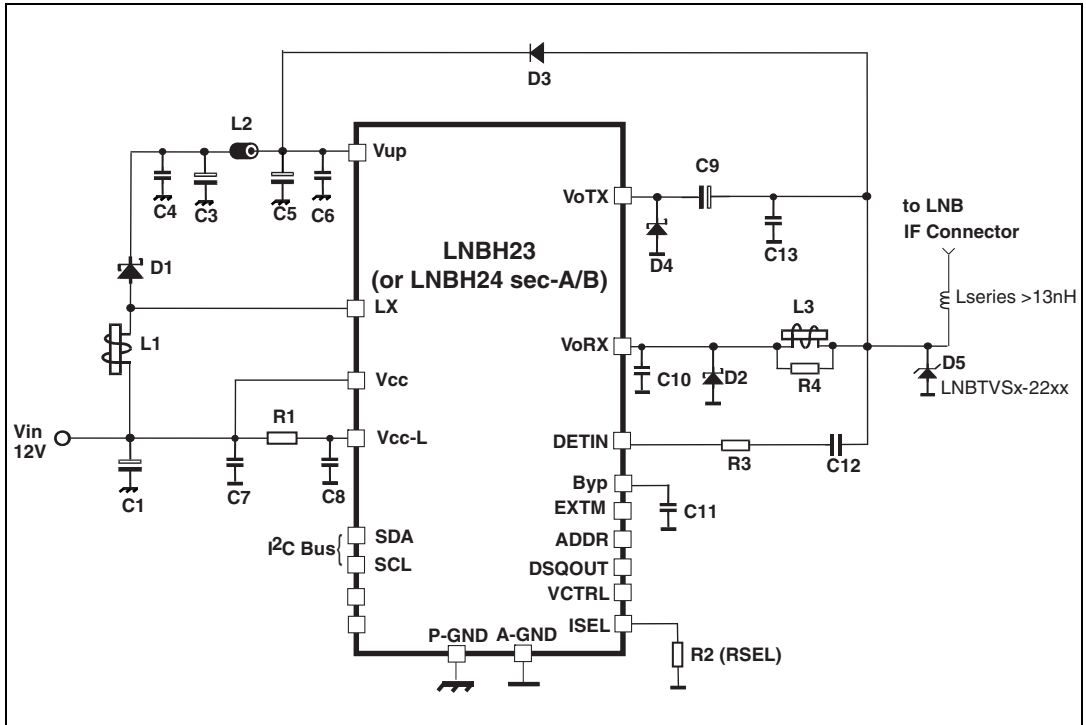 D3
L2
Vup
C9
VoTX
to LNB
IF Connector
C4
C3
C5
C6
D4
C13
LNBH23
(or LNBH24 sec-A/B)
D1
Lseries >13nH
LX
L3
L1
VoRX
C10
D2
R4
D5
LNBTVSx-22xx
Vcc
R1
Vin
12V
Vcc-L
DETIN
R3
C12
C1
C7
C8
Byp
C11
EXTM
SDA
ADDR
I²C Bus
SCL
DSQOUT
VCTRL
ISEL
P-GND A-GND
R2 (RSEL)